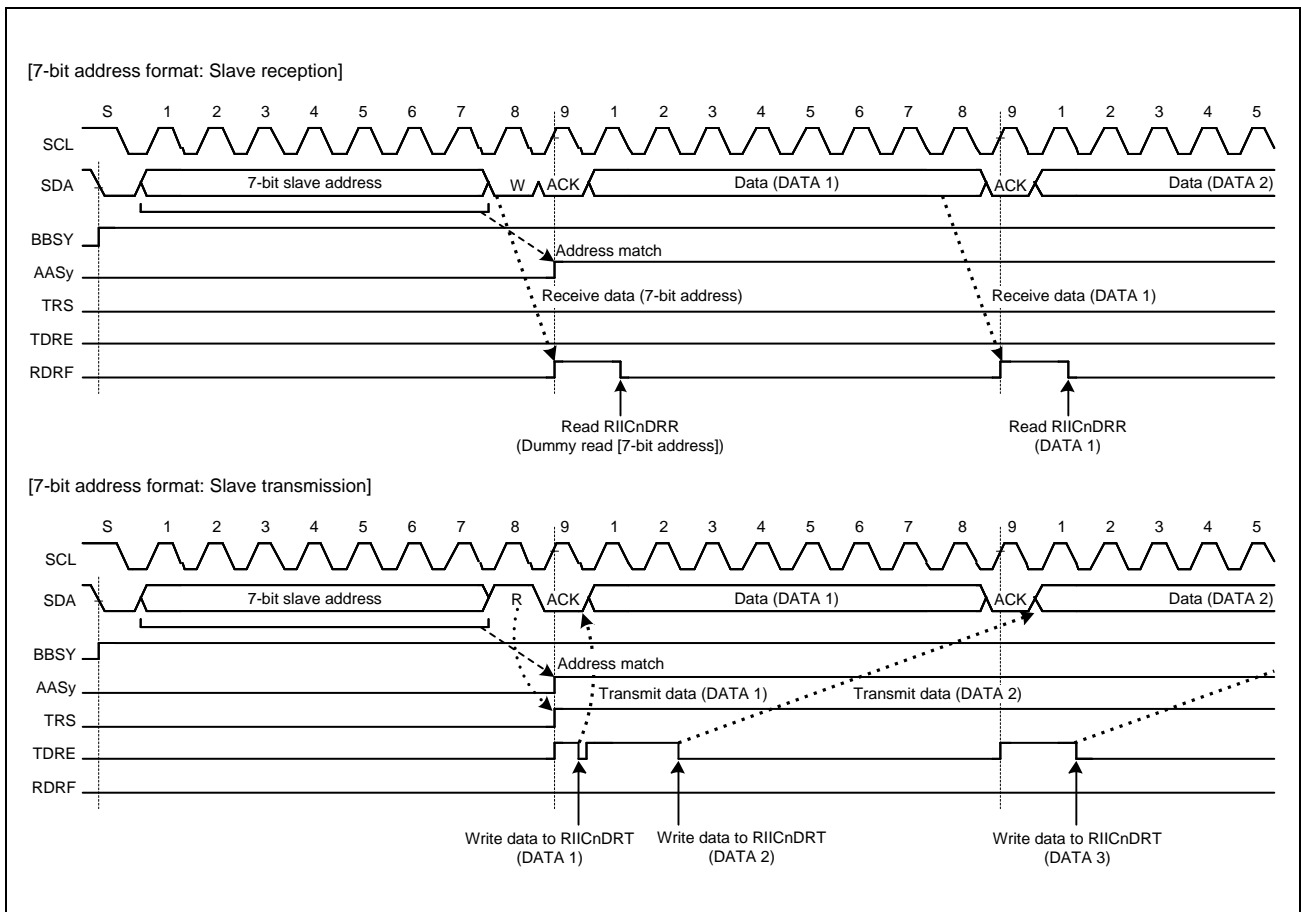 [7-bit address format: Slave reception]
S 1 2 3 4 5 6 7 8 9 1 2 3 4 5 6 7 8 9 1 2 3 4 5
SCL
SDA 7-bit slave address W ACK Data (DATA 1) ACK Data (DATA 2)
BBSY
Address match
AASy
TRS Receive data (7-bit address) Receive data (DATA 1)
TDRE
RDRF
Read RIICnDRR Read RIICnDRR
(Dummy read [7-bit address]) (DATA 1)
[7-bit address format: Slave transmission]
S 1 2 3 4 5 6 7 8 9 1 2 3 4 5 6 7 8 9 1 2 3 4 5
SCL
SDA 7-bit slave address R ACK Data (DATA 1) ACK Data (DATA 2)
BBSY
Address match
AASy
Transmit data (DATA 1) Transmit data (DATA 2)
TRS
TDRE
RDRF
Write data to RIICnDRT Write data to RIICnDRT Write data to RIICnDRT
(DATA 1) (DATA 2) (DATA 3)